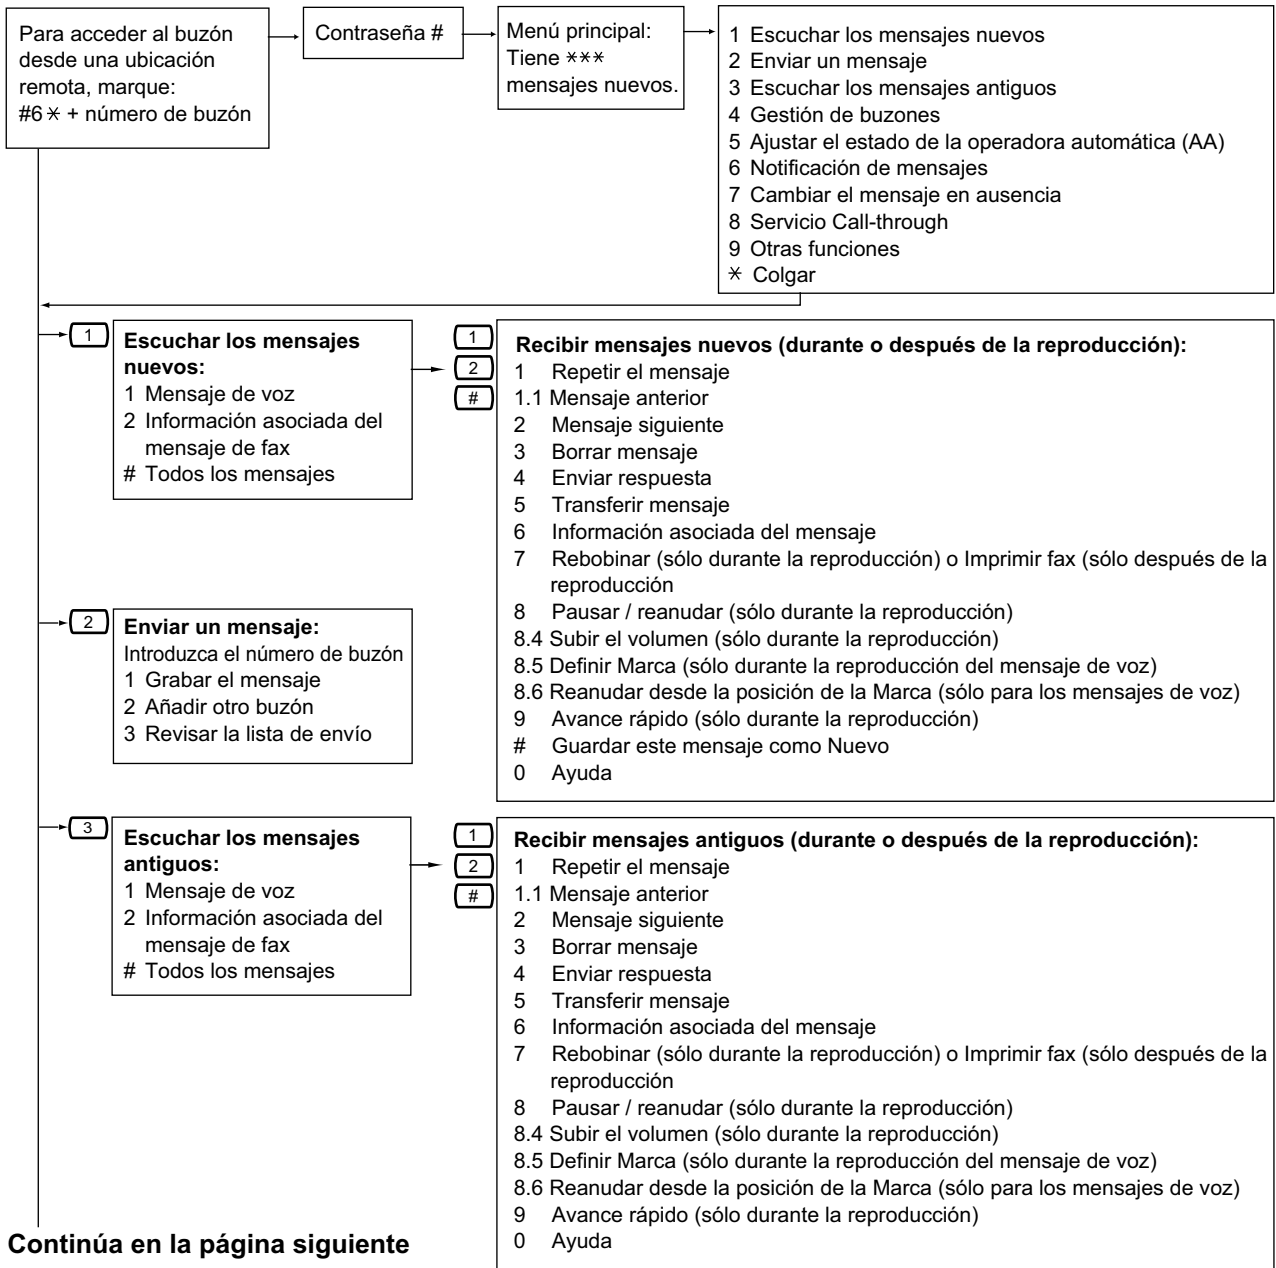 Para acceder al buzón
desde una ubicación
remota, marque:
#6＊ + número de buzón
Contraseña #
Menú principal:
Tiene ＊＊＊
mensajes nuevos.
1 Escuchar los mensajes nuevos
2 Enviar un mensaje
3 Escuchar los mensajes antiguos
4 Gestión de buzones
5 Ajustar el estado de la operadora automática (AA)
6 Notificación de mensajes
7 Cambiar el mensaje en ausencia
8 Servicio Call-through
9 Otras funciones
＊ Colgar
1
Escuchar los mensajes
nuevos:
1 Mensaje de voz
2 Información asociada del
mensaje de fax
# Todos los mensajes
1
2
#
Recibir mensajes nuevos (durante o después de la reproducción):
1 Repetir el mensaje
1.1 Mensaje anterior
2 Mensaje siguiente
3 Borrar mensaje
4 Enviar respuesta
5 Transferir mensaje
6 Información asociada del mensaje
7 Rebobinar (sólo durante la reproducción) o Imprimir fax (sólo después de la
reproducción
8 Pausar / reanudar (sólo durante la reproducción)
8.4 Subir el volumen (sólo durante la reproducción)
8.5 Definir Marca (sólo durante la reproducción del mensaje de voz)
8.6 Reanudar desde la posición de la Marca (sólo para los mensajes de voz)
9 Avance rápido (sólo durante la reproducción)
# Guardar este mensaje como Nuevo
0 Ayuda
2
Enviar un mensaje:
Introduzca el número de buzón
1 Grabar el mensaje
2 Añadir otro buzón
3 Revisar la lista de envío
3
Escuchar los mensajes
antiguos:
1 Mensaje de voz
2 Información asociada del
mensaje de fax
# Todos los mensajes
1
2
#
Recibir mensajes antiguos (durante o después de la reproducción):
1 Repetir el mensaje
1.1 Mensaje anterior
2 Mensaje siguiente
3 Borrar mensaje
4 Enviar respuesta
5 Transferir mensaje
6 Información asociada del mensaje
7 Rebobinar (sólo durante la reproducción) o Imprimir fax (sólo después de la
reproducción
8 Pausar / reanudar (sólo durante la reproducción)
8.4 Subir el volumen (sólo durante la reproducción)
8.5 Definir Marca (sólo durante la reproducción del mensaje de voz)
8.6 Reanudar desde la posición de la Marca (sólo para los mensajes de voz)
9 Avance rápido (sólo durante la reproducción)
0 Ayuda
Continúa en la página siguiente